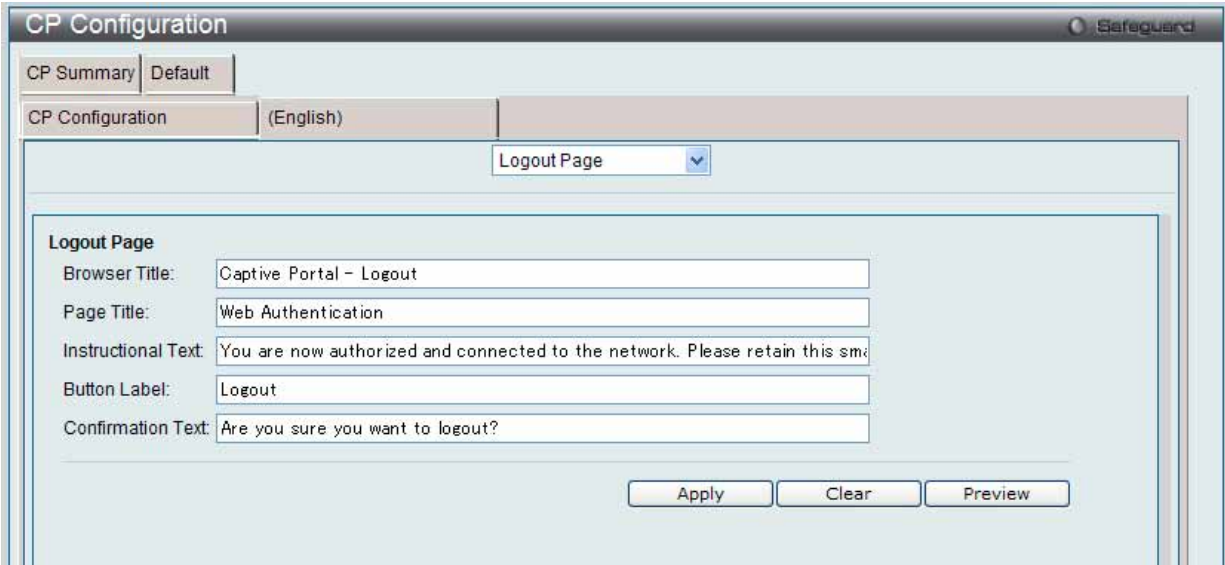 CP Configuration
Safeguard
CP Summary Default
CP Configuration (English)
Logout Page
Logout Page
Browser Title: Captive Portal - Logout
Page Title: Web Authentication
Instructional Text: You are now authorized and connected to the network. Please retain this sma
Button Label: Logout
Confirmation Text: Are you sure you want to logout?
Apply Clear Preview